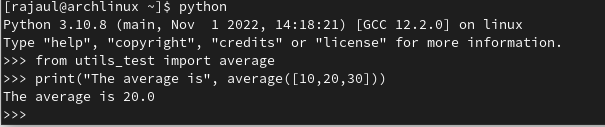 [rajaul@archlinux ~]$ python
Python 3.10.8 (main, Nov  1 2022, 14:18:21) [GCC 12.2.0] on linux
Type "help", "copyright", "credits" or "license" for more information.
>>> from utils_test import average
>>> print("The average is", average([10,20,30]))
The average is 20.0
>>>